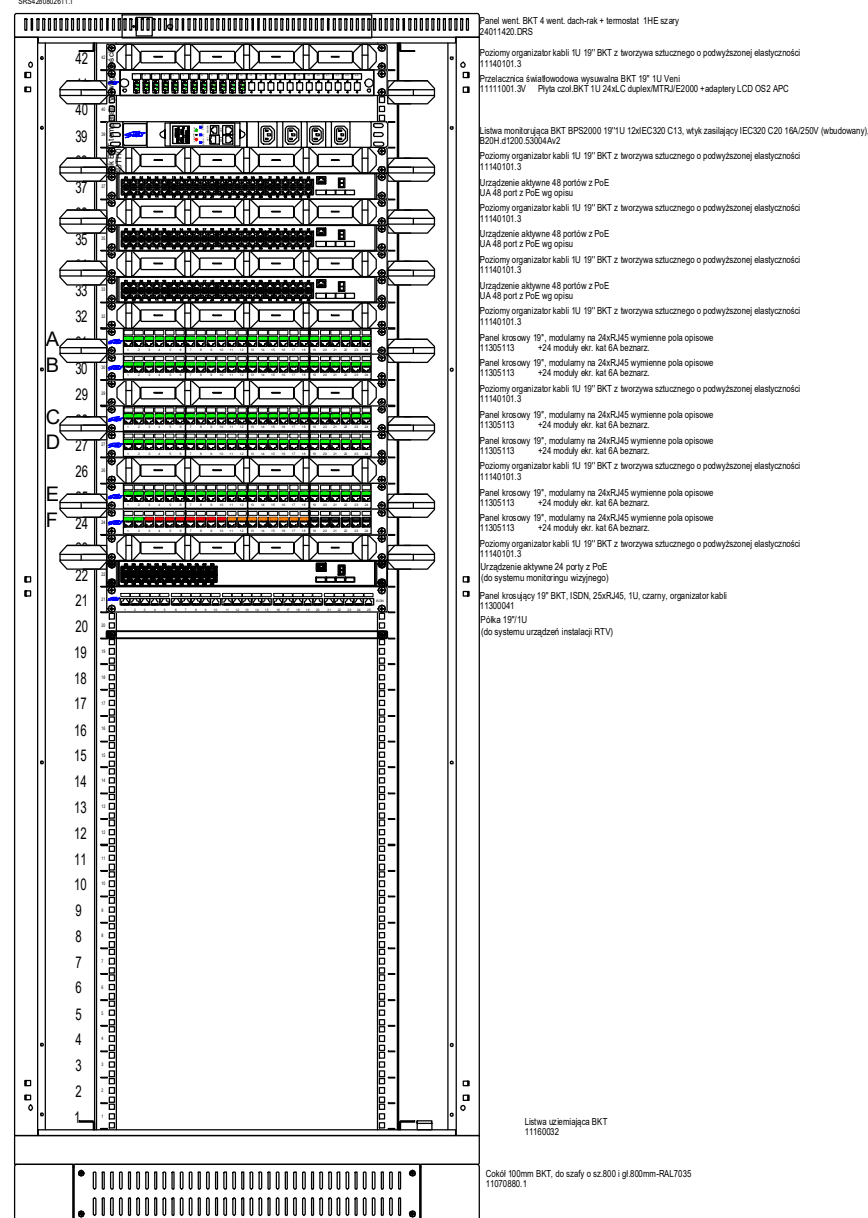 SRS4280802611.1
Panel went. BKT 4 went. dach-rak + termostat 1HE szary
24011420.DRS
Poziomy organizator kabli 1U 19" BKT z tworzywa sztucznego o podwyższonej elastyczności
11140101.3
Przelacznica światłowodowa wysuwalna BKT 19" 1U Veni
11111001.3V Płyta czoł.BKT 1U 24xLC duplex/MTRJ/E2000 +adaptery LCD OS2 APC
Listwa monitorująca BKT BPS2000 19"1U 12xIEC320 C13, wtyk zasilający IEC320 C20 16A/250V (wbudowany),
B20H.d1200.53004Av2
Poziomy organizator kabli 1U 19" BKT z tworzywa sztucznego o podwyższonej elastyczności
11140101.3
Urządzenie aktywne 48 portów z PoE
UA 48 port z PoE wg opisu
Poziomy organizator kabli 1U 19" BKT z tworzywa sztucznego o podwyższonej elastyczności
11140101.3
Urządzenie aktywne 48 portów z PoE
UA 48 port z PoE wg opisu
Poziomy organizator kabli 1U 19" BKT z tworzywa sztucznego o podwyższonej elastyczności
11140101.3
Urządzenie aktywne 48 portów z PoE
UA 48 port z PoE wg opisu
Poziomy organizator kabli 1U 19" BKT z tworzywa sztucznego o podwyższonej elastyczności
11140101.3
Panel krosowy 19", modularny na 24xRJ45 wymienne pola opisowe
11305113 +24 moduły ekr. kat 6A beznarz.
Panel krosowy 19", modularny na 24xRJ45 wymienne pola opisowe
11305113 +24 moduły ekr. kat 6A beznarz.
Poziomy organizator kabli 1U 19" BKT z tworzywa sztucznego o podwyższonej elastyczności
11140101.3
Panel krosowy 19", modularny na 24xRJ45 wymienne pola opisowe
11305113 +24 moduły ekr. kat 6A beznarz.
Panel krosowy 19", modularny na 24xRJ45 wymienne pola opisowe
11305113 +24 moduły ekr. kat 6A beznarz.
Poziomy organizator kabli 1U 19" BKT z tworzywa sztucznego o podwyższonej elastyczności
11140101.3
Panel krosowy 19", modularny na 24xRJ45 wymienne pola opisowe
11305113 +24 moduły ekr. kat 6A beznarz.
Panel krosowy 19", modularny na 24xRJ45 wymienne pola opisowe
11305113 +24 moduły ekr. kat 6A beznarz.
Poziomy organizator kabli 1U 19" BKT z tworzywa sztucznego o podwyższonej elastyczności
11140101.3
Urządzenie aktywne 24 porty z PoE
(do systemu monitoringu wizyjnego)
Panel krosujący 19" BKT, ISDN, 25xRJ45, 1U, czarny, organizator kabli
11300041
Półka 19"/1U
(do systemu urządzeń instalacji RTV)
Listwa uziemiająca BKT
11160032
Cokół 100mm BKT, do szafy o sz.800 i gł.800mm-RAL7035
11070880.1
42
40
39
37
35
33
32
A
B
30
29
C
D
27
26
E
F
24
22
21
20
19
18
17
16
15
14
13
12
11
10
9
8
7
6
5
4
3
2
1